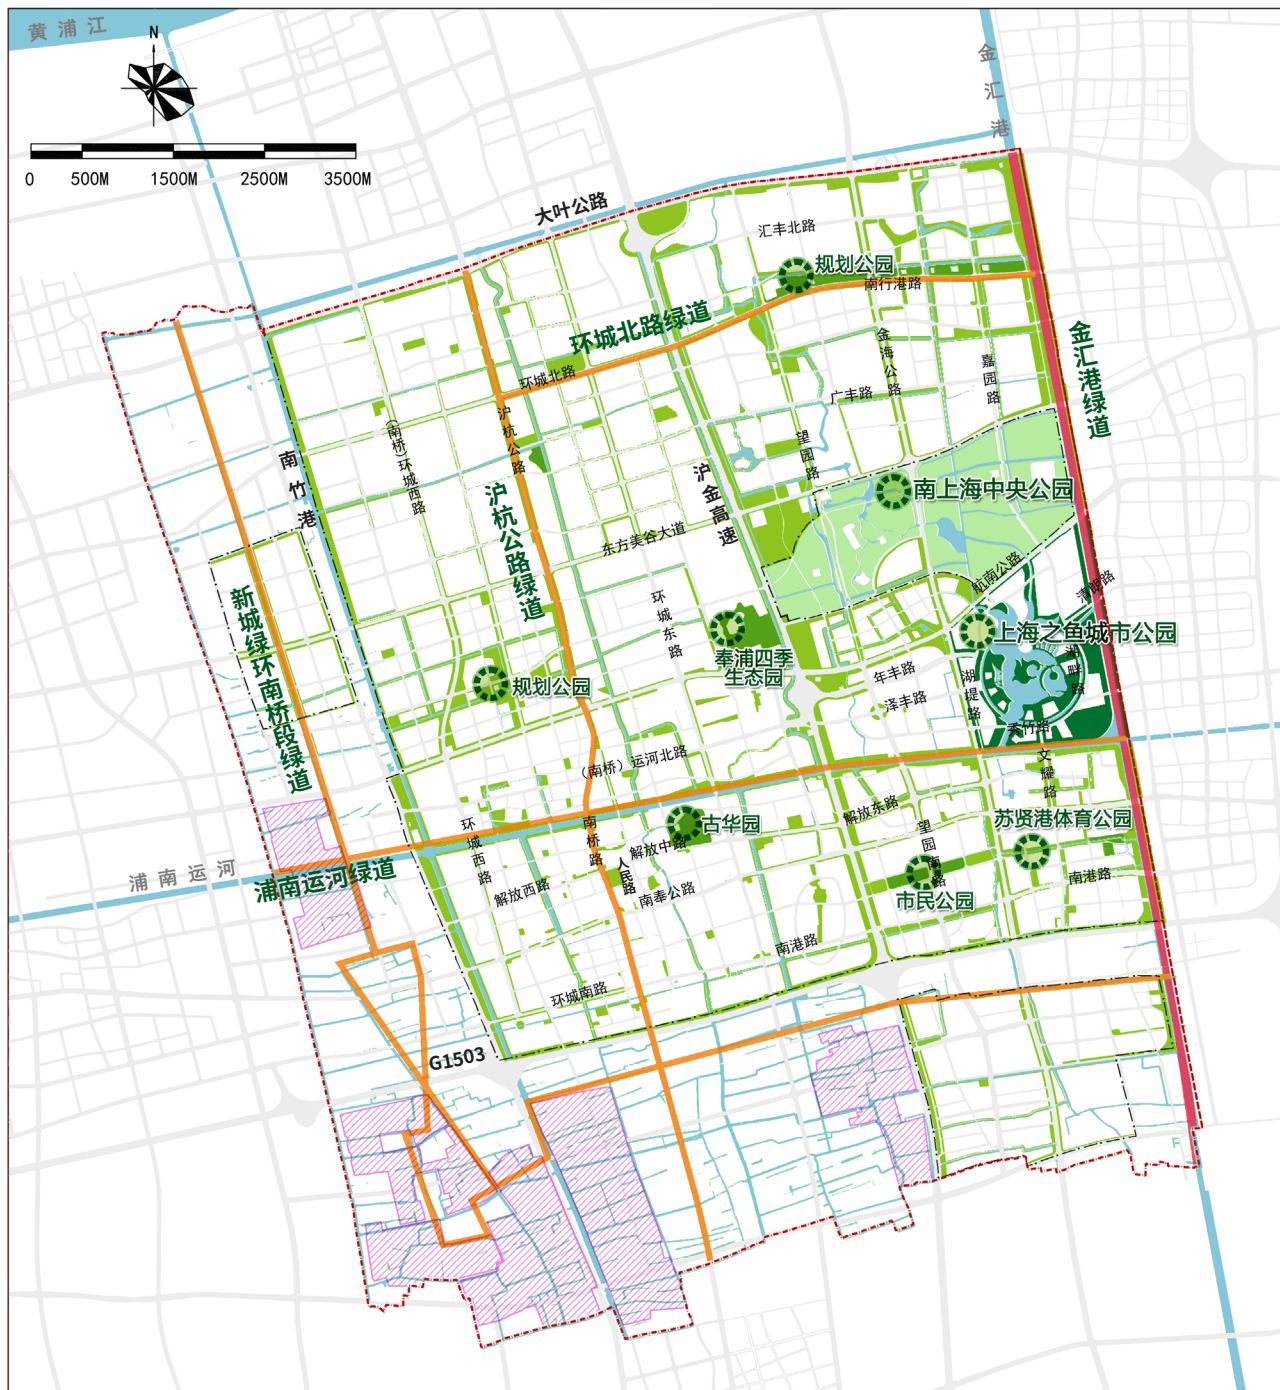 黄浦江
N
0 500M 1500M 2500M 3500M
金汇港
大叶公路
汇丰北路
规划公园
南行港路
环城北路绿道
金汇港绿道
金海公路
嘉园路
环城北路
广丰路
沪杭公路
(南桥)环城西路
望园路
南竹港
沪金高速
南上海中央公园
沪杭公路绿道
东方美谷大道
航南公路
清朗路
新城绿环南桥段绿道
环城东路
上海之鱼城市公园
奉浦四季
生态园
湖畔路
年丰路
规划公园
湖堤路
泽丰路
秀竹路
(南桥)运河北路
文耀路
解放东路
苏贤港体育公园
环城西路
南桥路
古华园
望园南路
解放中路
浦南运河
浦南运河绿道
人民路
南港路
解放西路
南奉公路
市民公园
南港路
环城南路
G1503